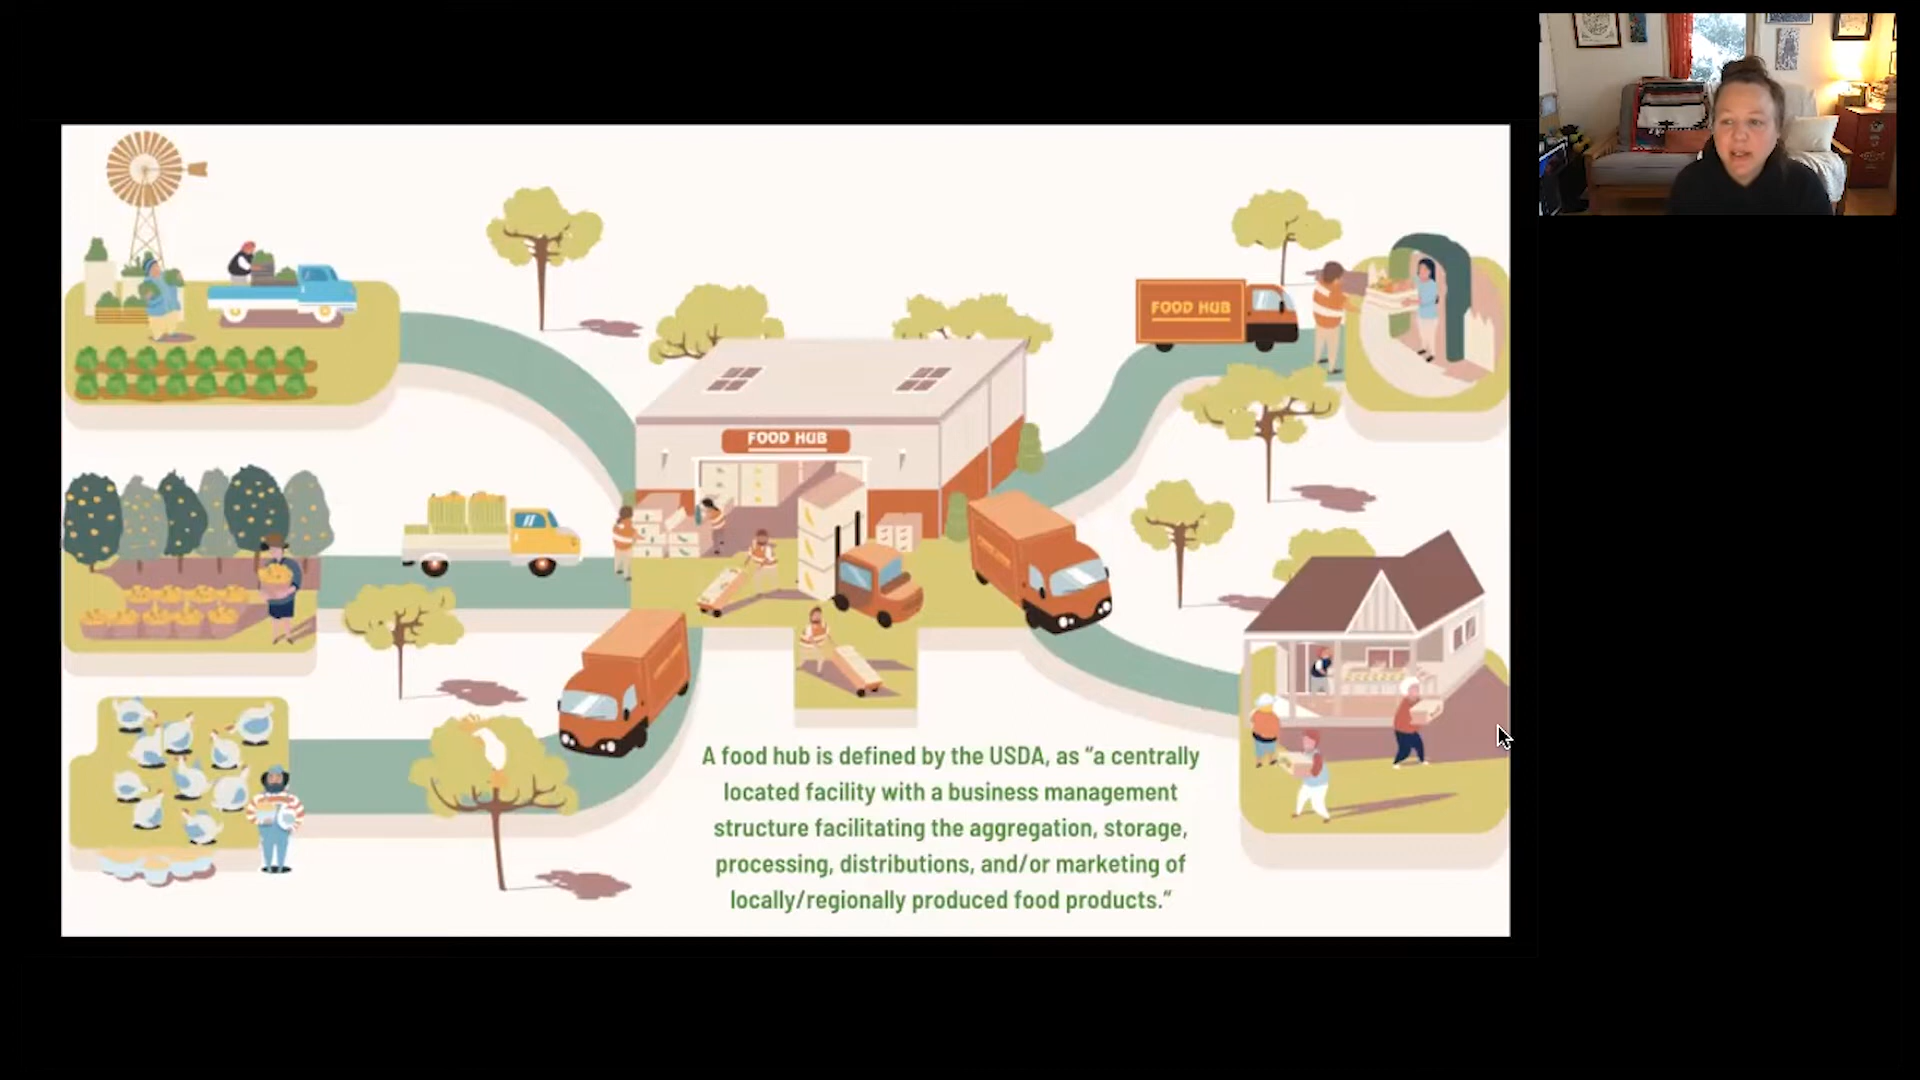 FOOD HUB
FOOD HUB
A food hub is defined by the USDA, as “a centrally
located facility with a business management
structure facilitating the aggregation, storage,
processing, distributions, and/or marketing of
locally/regionally produced food products.”